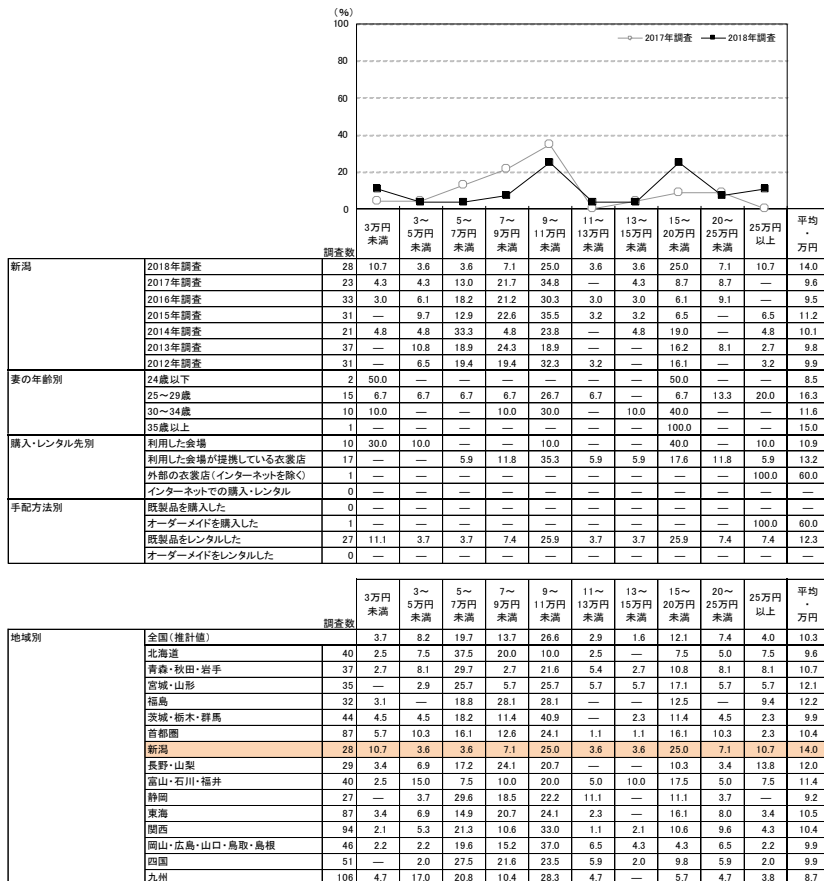 (%)
100
80
60
40
20
0
2017年調査 2018年調査
調査数 3万円未満 3～5万円未満 5～7万円未満 7～9万円未満 9～11万円未満 11～13万円未満 13～15万円未満 15～20万円未満 20～25万円未満 25万円以上 平均・万円
新潟 2018年調査 28 10.7 3.6 3.6 7.1 25.0 3.6 3.6 25.0 7.1 10.7 14.0
2017年調査 23 4.3 4.3 13.0 21.7 34.8 — 4.3 8.7 8.7 — 9.6
2016年調査 33 3.0 6.1 18.2 21.2 30.3 3.0 3.0 6.1 9.1 — 9.5
2015年調査 31 — 9.7 12.9 22.6 35.5 3.2 3.2 6.5 — 6.5 11.2
2014年調査 21 4.8 4.8 33.3 4.8 23.8 — 4.8 19.0 — 4.8 10.1
2013年調査 37 — 10.8 18.9 24.3 18.9 — — 16.2 8.1 2.7 9.8
2012年調査 31 — 6.5 19.4 19.4 32.3 3.2 — 16.1 — 3.2 9.9
妻の年齢別 24歳以下 2 50.0 — — — — — — 50.0 — — 8.5
25～29歳 15 6.7 6.7 6.7 6.7 26.7 6.7 — 6.7 13.3 20.0 16.3
30～34歳 10 10.0 — — 10.0 30.0 — 10.0 40.0 — — 11.6
35歳以上 1 — — — — — — — 100.0 — — 15.0
購入・レンタル先別 利用した会場 10 30.0 10.0 — — 10.0 — — 40.0 — 10.0 10.9
利用した会場が提携している衣裳店 17 — — 5.9 11.8 35.3 5.9 5.9 17.6 11.8 5.9 13.2
外部の衣裳店(インターネットを除く) 1 — — — — — — — — — 100.0 60.0
インターネットでの購入・レンタル 0 — — — — — — — — — — —
手配方法別 既製品を購入した 0 — — — — — — — — — — —
オーダーメイドを購入した 1 — — — — — — — — — 100.0 60.0
既製品をレンタルした 27 11.1 3.7 3.7 7.4 25.9 3.7 3.7 25.9 7.4 7.4 12.3
オーダーメイドをレンタルした 0 — — — — — — — — — — —
調査数 3万円未満 3～5万円未満 5～7万円未満 7～9万円未満 9～11万円未満 11～13万円未満 13～15万円未満 15～20万円未満 20～25万円未満 25万円以上 平均・万円
地域別 全国(推計値) 3.7 8.2 19.7 13.7 26.6 2.9 1.6 12.1 7.4 4.0 10.3
北海道 40 2.5 7.5 37.5 20.0 10.0 2.5 — 7.5 5.0 7.5 9.6
青森・秋田・岩手 37 2.7 8.1 29.7 2.7 21.6 5.4 2.7 10.8 8.1 8.1 10.7
宮城・山形 35 — 2.9 25.7 5.7 25.7 5.7 5.7 17.1 5.7 5.7 12.1
福島 32 3.1 — 18.8 28.1 28.1 — — 12.5 — 9.4 12.2
茨城・栃木・群馬 44 4.5 4.5 18.2 11.4 40.9 — 2.3 11.4 4.5 2.3 9.9
首都圏 87 5.7 10.3 16.1 12.6 24.1 1.1 1.1 16.1 10.3 2.3 10.4
新潟 28 10.7 3.6 3.6 7.1 25.0 3.6 3.6 25.0 7.1 10.7 14.0
長野・山梨 29 3.4 6.9 17.2 24.1 20.7 — — 10.3 3.4 13.8 12.0
富山・石川・福井 40 2.5 15.0 7.5 10.0 20.0 5.0 10.0 17.5 5.0 7.5 11.4
静岡 27 — 3.7 29.6 18.5 22.2 11.1 — 11.1 3.7 — 9.2
東海 87 3.4 6.9 14.9 20.7 24.1 2.3 — 16.1 8.0 3.4 10.5
関西 94 2.1 5.3 21.3 10.6 33.0 1.1 2.1 10.6 9.6 4.3 10.4
岡山・広島・山口・鳥取・島根 46 2.2 2.2 19.6 15.2 37.0 6.5 4.3 4.3 6.5 2.2 9.9
四国 51 — 2.0 27.5 21.6 23.5 5.9 2.0 9.8 5.9 2.0 9.9
九州 106 4.7 17.0 20.8 10.4 28.3 4.7 — 5.7 4.7 3.8 8.7